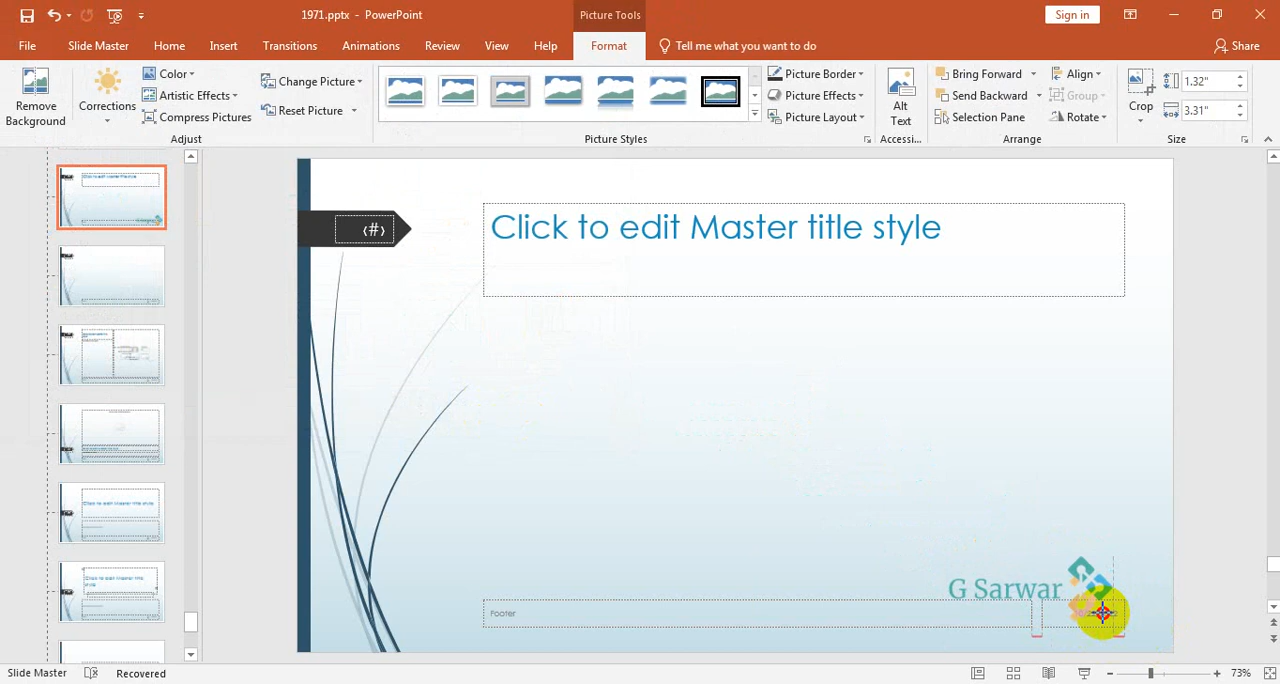 1971.pptx - PowerPoint
Picture Tools
Sign in
File
Slide Master
Home
Insert
Transitions
Animations
Review
View
Help
Format
Tell me what you want to do
Share
Remove
Background
Corrections
Color
Artistic Effects
Compress Pictures
Change Picture
Reset Picture
Adjust
Picture Styles
Picture Border
Picture Effects
Picture Layout
Alt
Text
Accessi...
Bring Forward
Send Backward
Selection Pane
Align
Group
Rotate
Arrange
Crop
1.32"
3.31"
Size
‹#›
Click to edit Master title style
G Sarwar
Footer
Slide Master
Recovered
73%